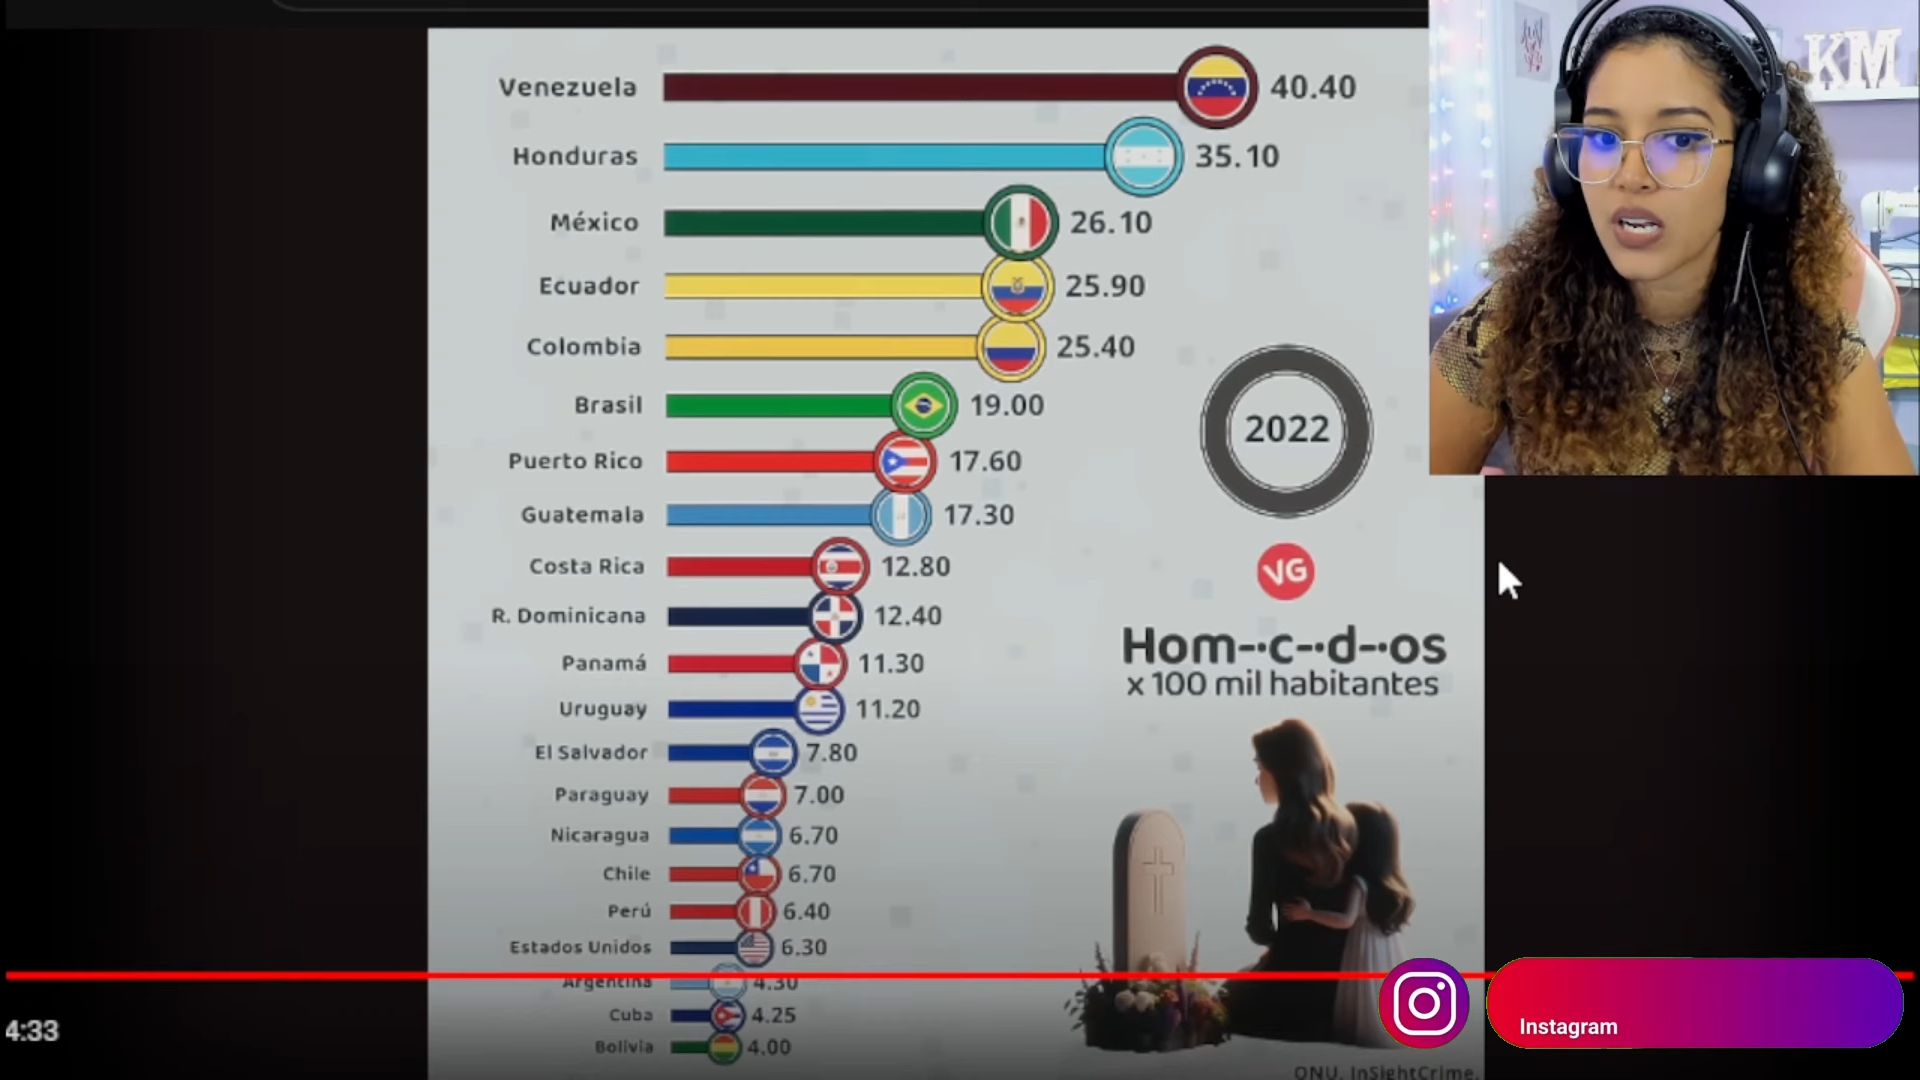 Venezuela 40.40
Honduras 35.10
México 26.10
Ecuador 25.90
Colombia 25.40
Brasil 19.00
Puerto Rico 17.60
Guatemala 17.30
Costa Rica 12.80
R. Dominicana 12.40
Panamá 11.30
Uruguay 11.20
El Salvador 7.80
Paraguay 7.00
Nicaragua 6.70
Chile 6.70
Perú 6.40
Estados Unidos 6.30
Argentina 4.30
Cuba 4.25
Bolivia 4.00
2022
VG
Hom-·c-·d-·os
x 100 mil habitantes
ONU, InSightCrime.
KM
4:33
Instagram